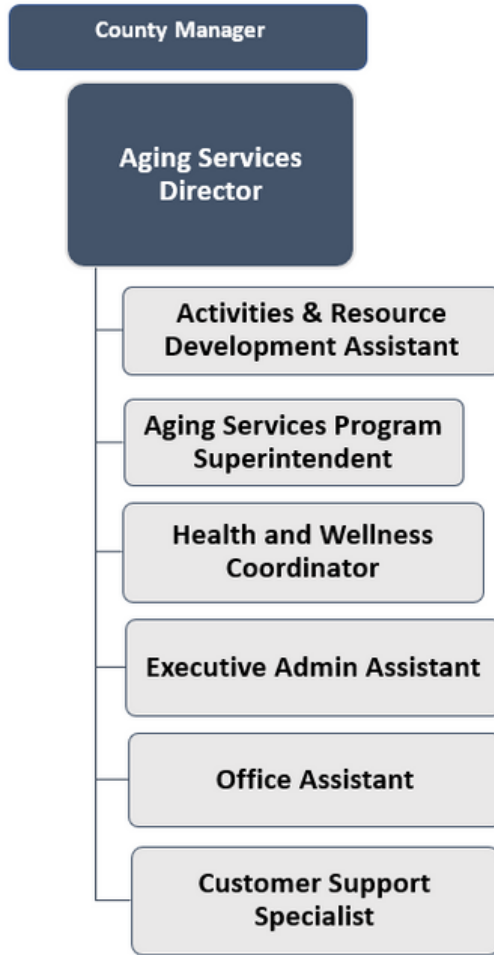 County Manager
Aging Services
Director
Activities & Resource
Development Assistant
Aging Services Program
Superintendent
Health and Wellness
Coordinator
Executive Admin Assistant
Office Assistant
Customer Support
Specialist